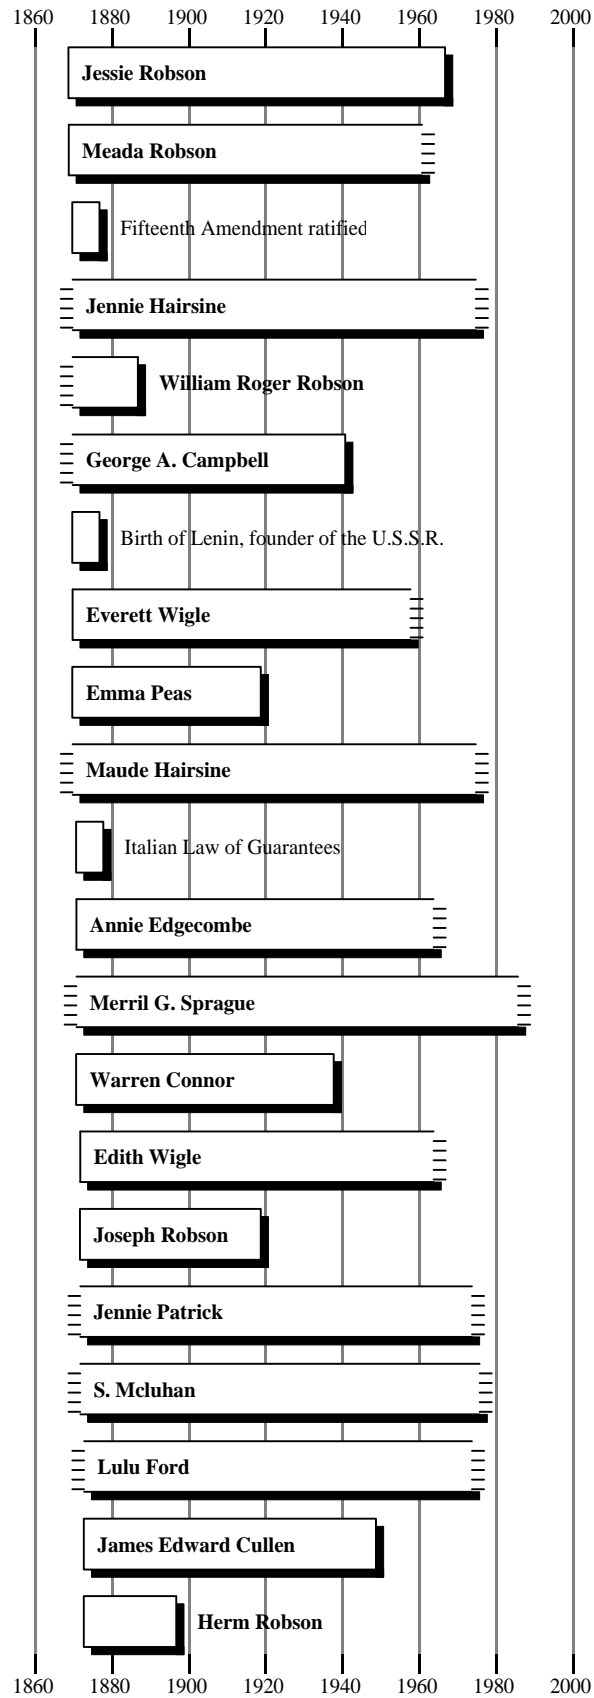 1860 1880 1900 1920 1940 1960 1980 2000
Jessie Robson
Meada Robson
Fifteenth Amendment ratified
Jennie Hairsine
William Roger Robson
George A. Campbell
Birth of Lenin, founder of the U.S.S.R.
Everett Wigle
Emma Peas
Maude Hairsine
Italian Law of Guarantees
Annie Edgecombe
Merril G. Sprague
Warren Connor
Edith Wigle
Joseph Robson
Jennie Patrick
S. Mcluhan
Lulu Ford
James Edward Cullen
Herm Robson
1860 1880 1900 1920 1940 1960 1980 2000